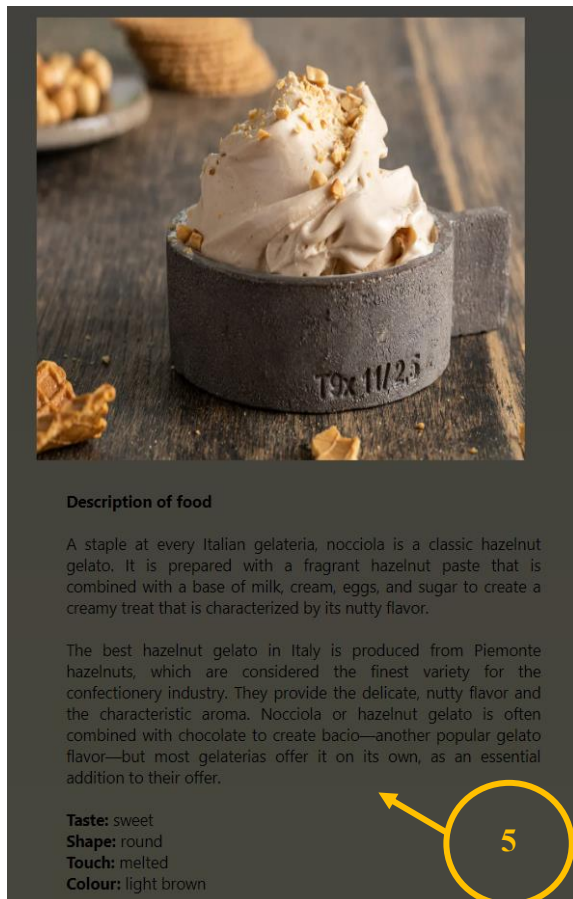 T9x 11/2,5
Description of food
A staple at every Italian gelateria, nocciola is a classic hazelnut
gelato. It is prepared with a fragrant hazelnut paste that is
combined with a base of milk, cream, eggs, and sugar to create a
creamy treat that is characterized by its nutty flavor.
The best hazelnut gelato in Italy is produced from Piemonte
hazelnuts, which are considered the finest variety for the
confectionery industry. They provide the delicate, nutty flavor and
the characteristic aroma. Nocciola or hazelnut gelato is often
combined with chocolate to create bacio—another popular gelato
flavor—but most gelaterias offer it on its own, as an essential
addition to their offer.
Taste: sweet
Shape: round
Touch: melted
Colour: light brown
5